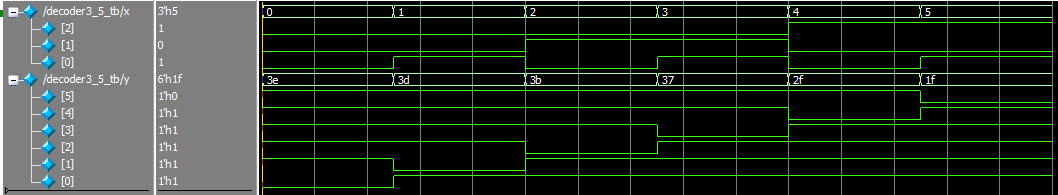 /decoder3_5_tb/x 3'h5 0 1 2 3 4 5
[2] 1
[1] 0
[0] 1
/decoder3_5_tb/y 6'h1f 3e 3d 3b 37 2f 1f
[5] 1'h0
[4] 1'h1
[3] 1'h1
[2] 1'h1
[1] 1'h1
[0] 1'h1